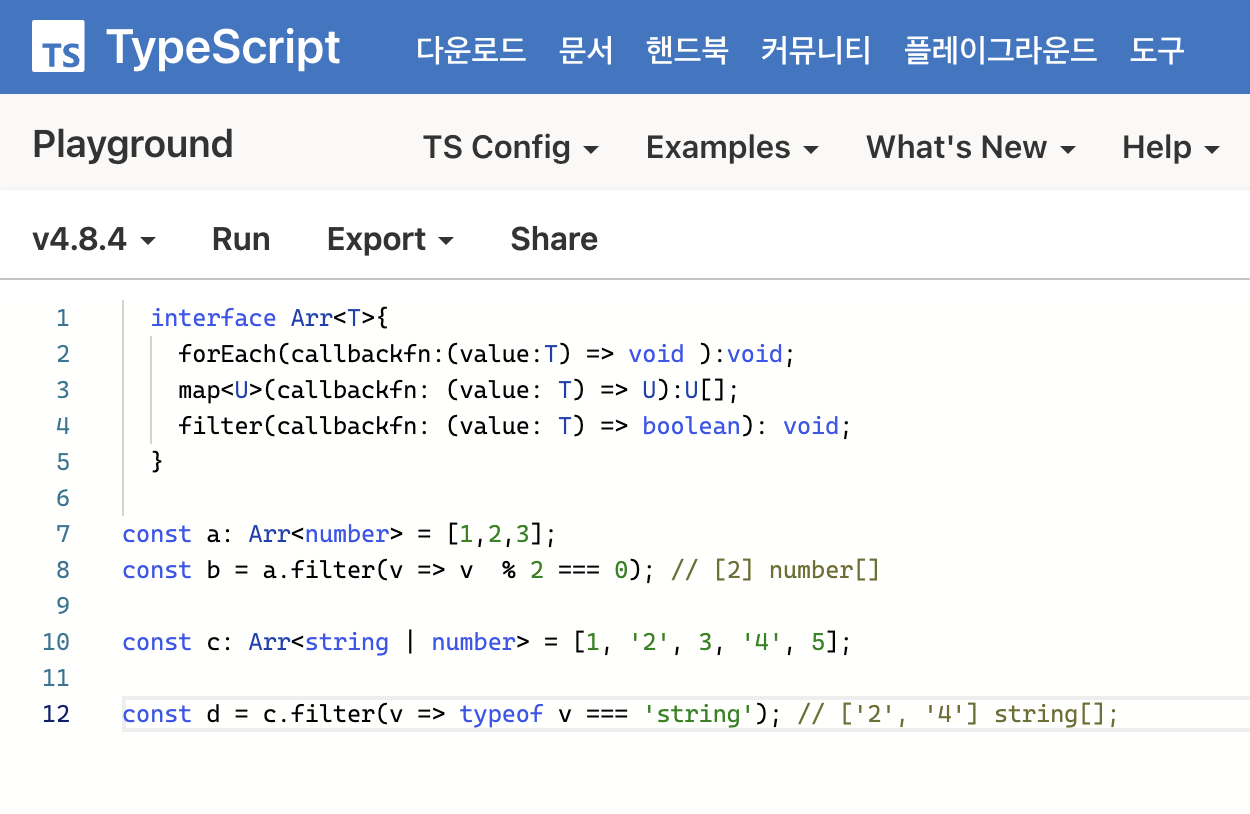 TS TypeScript 다운로드 문서 핸드북 커뮤니티 플레이그라운드 도구
Playground TS Config Examples What's New Help
v4.8.4 Run Export Share
1 interface Arr<T>{
2 forEach(callbackfn:(value:T) => void ):void;
3 map<U>(callbackfn: (value: T) => U):U[];
4 filter(callbackfn: (value: T) => boolean): void;
5 }
6
7 const a: Arr<number> = [1,2,3];
8 const b = a.filter(v => v  % 2 === 0); // [2] number[]
9
10 const c: Arr<string | number> = [1, '2', 3, '4', 5];
11
12 const d = c.filter(v => typeof v === 'string'); // ['2', '4'] string[];